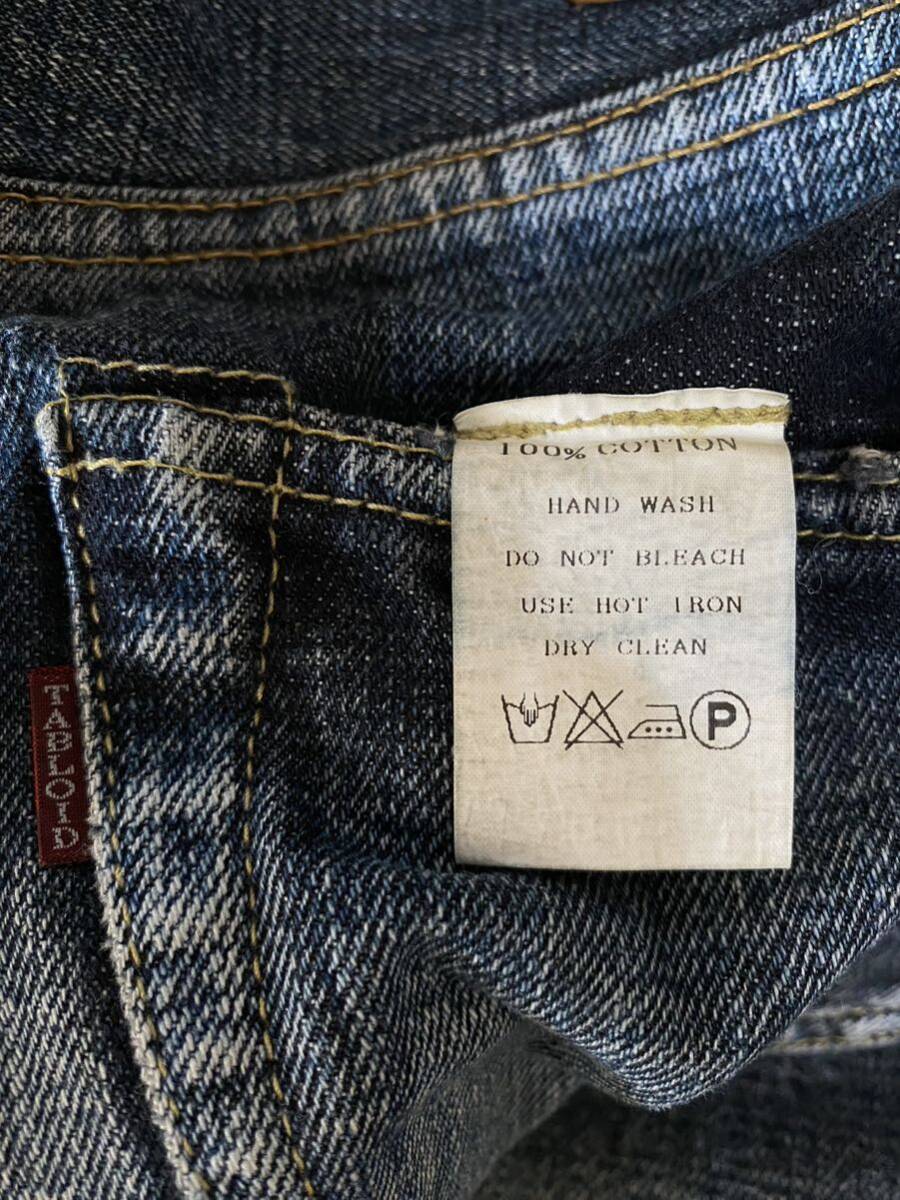 100% COTTON
HAND WASH
DO NOT BLEACH
USE HOT IRON
DRY CLEAN
P
TABLOID